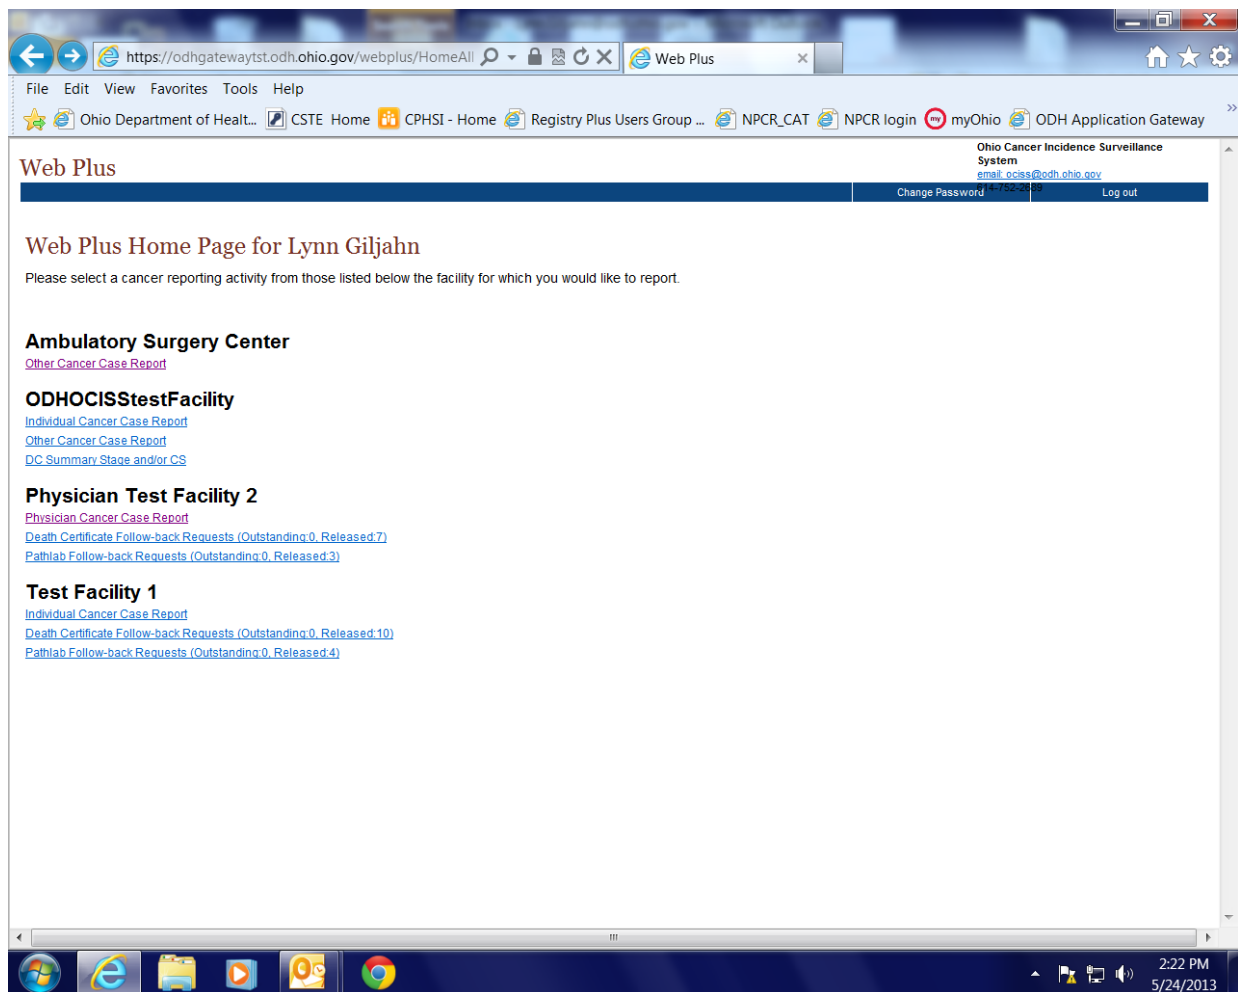 https://odhgatewaytst.odh.ohio.gov/webplus/HomeAll
Web Plus
File Edit View Favorites Tools Help
Ohio Department of Healt... CSTE Home CPHSI - Home Registry Plus Users Group ... NPCR_CAT NPCR login my myOhio ODH Application Gateway
Web Plus
Ohio Cancer Incidence Surveillance
System
email: ociss@odh.ohio.gov
Change Password Log out
Web Plus Home Page for Lynn Giljahn
Please select a cancer reporting activity from those listed below the facility for which you would like to report.
Ambulatory Surgery Center
Other Cancer Case Report
ODHOCISStestFacility
Individual Cancer Case Report
Other Cancer Case Report
DC Summary Stage and/or CS
Physician Test Facility 2
Physician Cancer Case Report
Death Certificate Follow-back Requests (Outstanding:0, Released:7)
Pathlab Follow-back Requests (Outstanding:0, Released:3)
Test Facility 1
Individual Cancer Case Report
Death Certificate Follow-back Requests (Outstanding:0, Released:10)
Pathlab Follow-back Requests (Outstanding:0, Released:4)
2:22 PM
5/24/2013